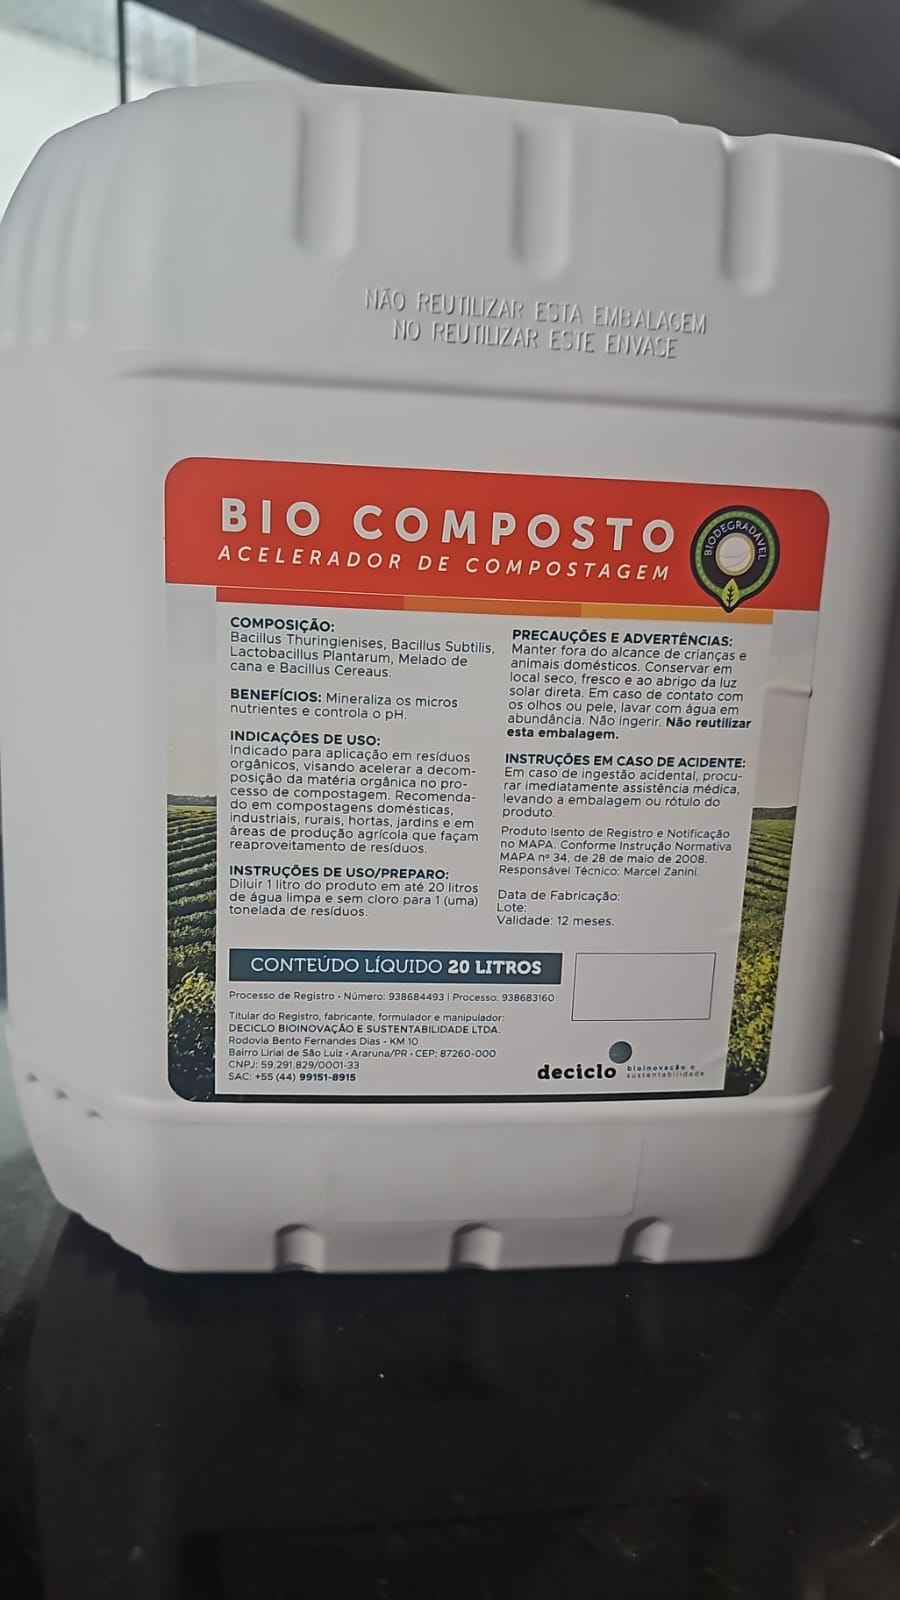 NÃO REUTILIZAR ESTA EMBALAGEM
NO REUTILIZAR ESTE ENVASE
BIO COMPOSTO
ACELERADOR DE COMPOSTAGEM
BIODEGRADÁVEL
COMPOSIÇÃO:
Bacillus Thuringienises, Bacillus Subtilis,
Lactobacillus Plantarum, Melado de
cana e Bacillus Cereaus.
BENEFÍCIOS: Mineraliza os micros
nutrientes e controla o pH.
INDICAÇÕES DE USO:
Indicado para aplicação em resíduos
orgânicos, visando acelerar a decom-
posição da matéria orgânica no pro-
cesso de compostagem. Recomenda-
do em compostagens domésticas,
industriais, rurais, hortas, jardins e em
áreas de produção agrícola que façam
reaproveitamento de resíduos.
INSTRUÇÕES DE USO/PREPARO:
Diluir 1 litro do produto em até 20 litros
de água limpa e sem cloro para 1 (uma)
tonelada de resíduos.
PRECAUÇÕES E ADVERTÊNCIAS:
Manter fora do alcance de crianças e
animais domésticos. Conservar em
local seco, fresco e ao abrigo da luz
solar direta. Em caso de contato com
os olhos ou pele, lavar com água em
abundância. Não ingerir. Não reutilizar
esta embalagem.
INSTRUÇÕES EM CASO DE ACIDENTE:
Em caso de ingestão acidental, procu-
rar imediatamente assistência médica,
levando a embalagem ou rótulo do
produto.
Produto Isento de Registro e Notificação
no MAPA. Conforme Instrução Normativa
MAPA nº 34, de 28 de maio de 2008.
Responsável Técnico: Marcel Zanini.
Data de Fabricação:
Lote:
Validade: 12 meses.
CONTEÚDO LÍQUIDO 20 LITROS
Processo de Registro • Número: 938684493 | Processo: 938683160
Titular do Registro, fabricante, formulador e manipulador:
DECICLO BIOINOVAÇÃO E SUSTENTABILIDADE LTDA.
Rodovia Bento Fernandes Dias - KM 10
Bairro Lirial de São Luiz • Araruna/PR • CEP: 87260-000
CNPJ: 59.291.829/0001-33
SAC: +55 (44) 99151-8915
deciclo bioinovação e
sustentabilidade